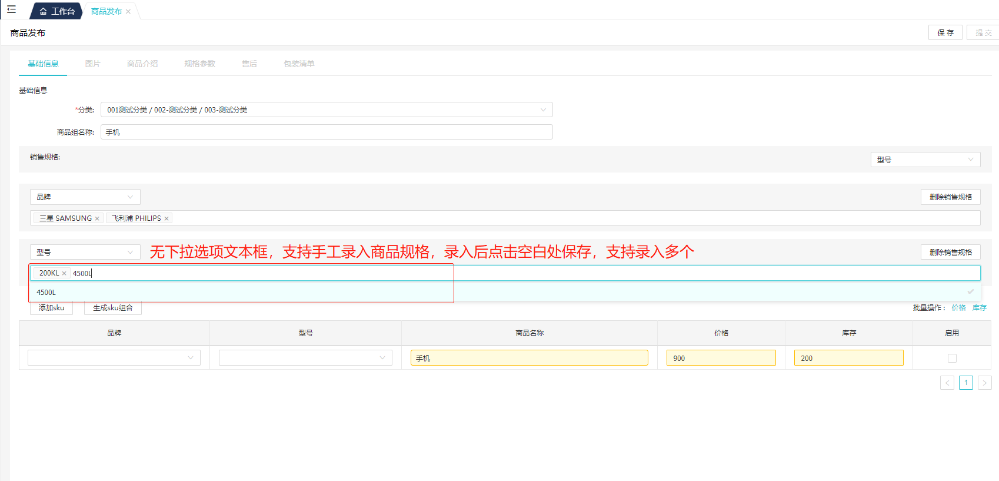 工作台
商品发布
商品发布
保存
提交
基础信息
图片
商品介绍
规格参数
售后
包装清单
基础信息
*分类:
001测试分类 / 002-测试分类 / 003-测试分类
商品组名称:
手机
销售规格:
型号
品牌
删除销售规格
三星 SAMSUNG
飞利浦 PHILIPS
型号
无下拉选项文本框，支持手工录入商品规格，录入后点击空白处保存，支持录入多个
删除销售规格
200KL
4500L
4500L
添加sku
生成sku组合
批量操作：
价格
库存
品牌
型号
商品名称
价格
库存
启用
手机
900
200
1